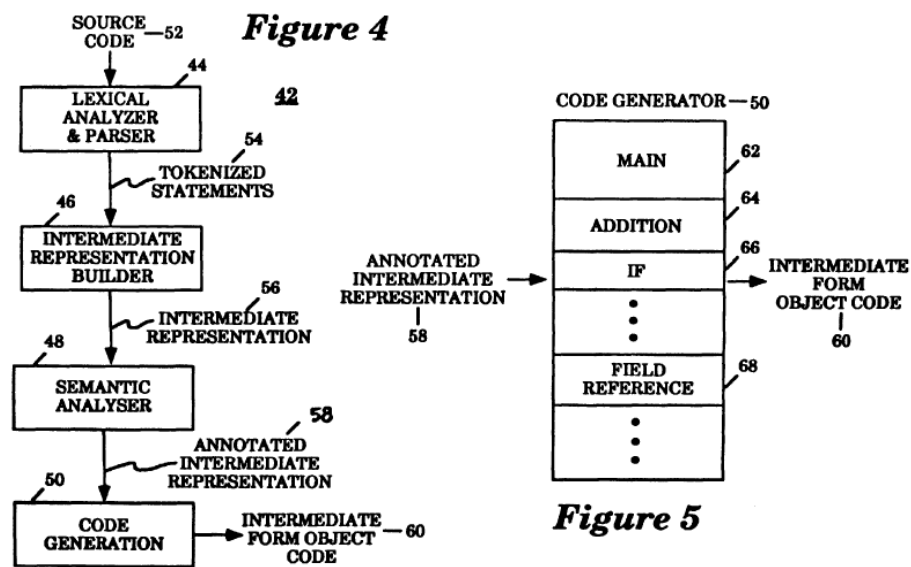 SOURCE
CODE —52
Figure 4
44
LEXICAL
ANALYZER
& PARSER
42
54
TOKENIZED
STATEMENTS
46
INTERMEDIATE
REPRESENTATION
BUILDER
56
INTERMEDIATE
REPRESENTATION
48
SEMANTIC
ANALYSER
58
ANNOTATED
INTERMEDIATE
REPRESENTATION
50
CODE
GENERATION
INTERMEDIATE
FORM OBJECT —60
CODE
CODE GENERATOR —50
MAIN
62
ADDITION
64
IF
66
FIELD
REFERENCE
68
ANNOTATED
INTERMEDIATE
REPRESENTATION
58
INTERMEDIATE
FORM
OBJECT CODE
60
Figure 5